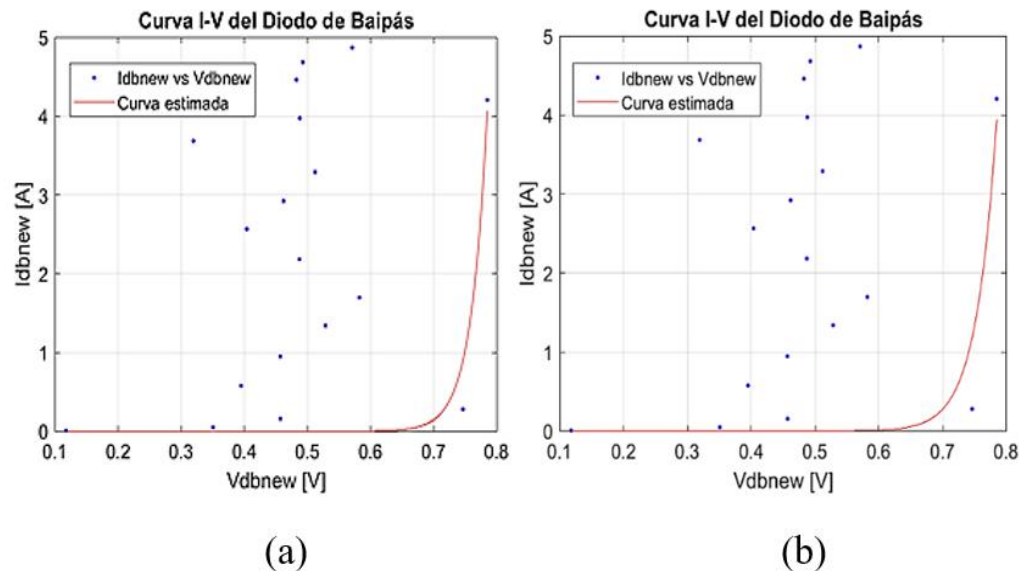 Curva I-V del Diodo de Baipás
5
4
3
2
1
0
Idbnew [A]
Idbnew vs Vdbnew
Curva estimada
0.1 0.2 0.3 0.4 0.5 0.6 0.7 0.8
Vdbnew [V]
(a)
Curva I-V del Diodo de Baipás
5
4
3
2
1
0
Idbnew [A]
Idbnew vs Vdbnew
Curva estimada
0.1 0.2 0.3 0.4 0.5 0.6 0.7 0.8
Vdbnew [V]
(b)